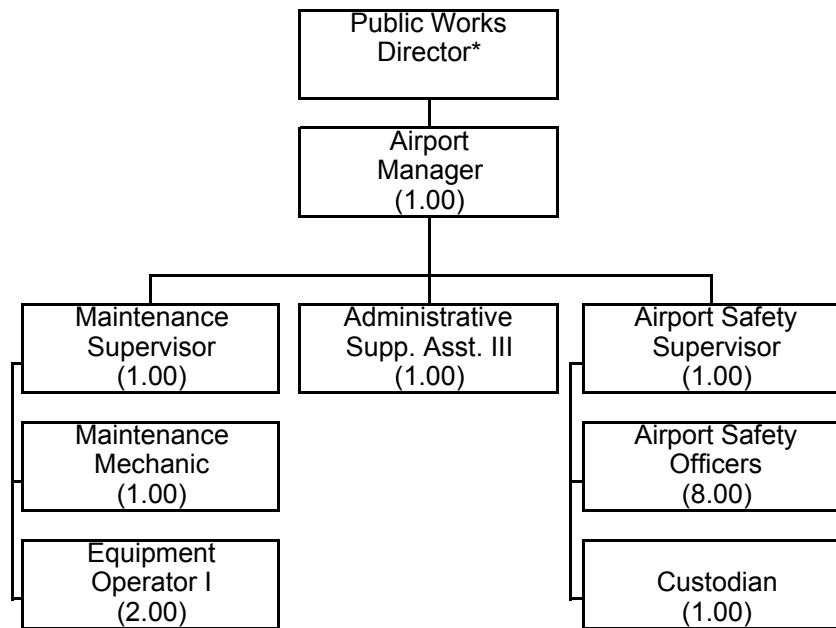 Public Works
Director*
Airport
Manager
(1.00)
Maintenance
Supervisor
(1.00)
Administrative
Supp. Asst. III
(1.00)
Airport Safety
Supervisor
(1.00)
Maintenance
Mechanic
(1.00)
Airport Safety
Officers
(8.00)
Equipment
Operator I
(2.00)
Custodian
(1.00)